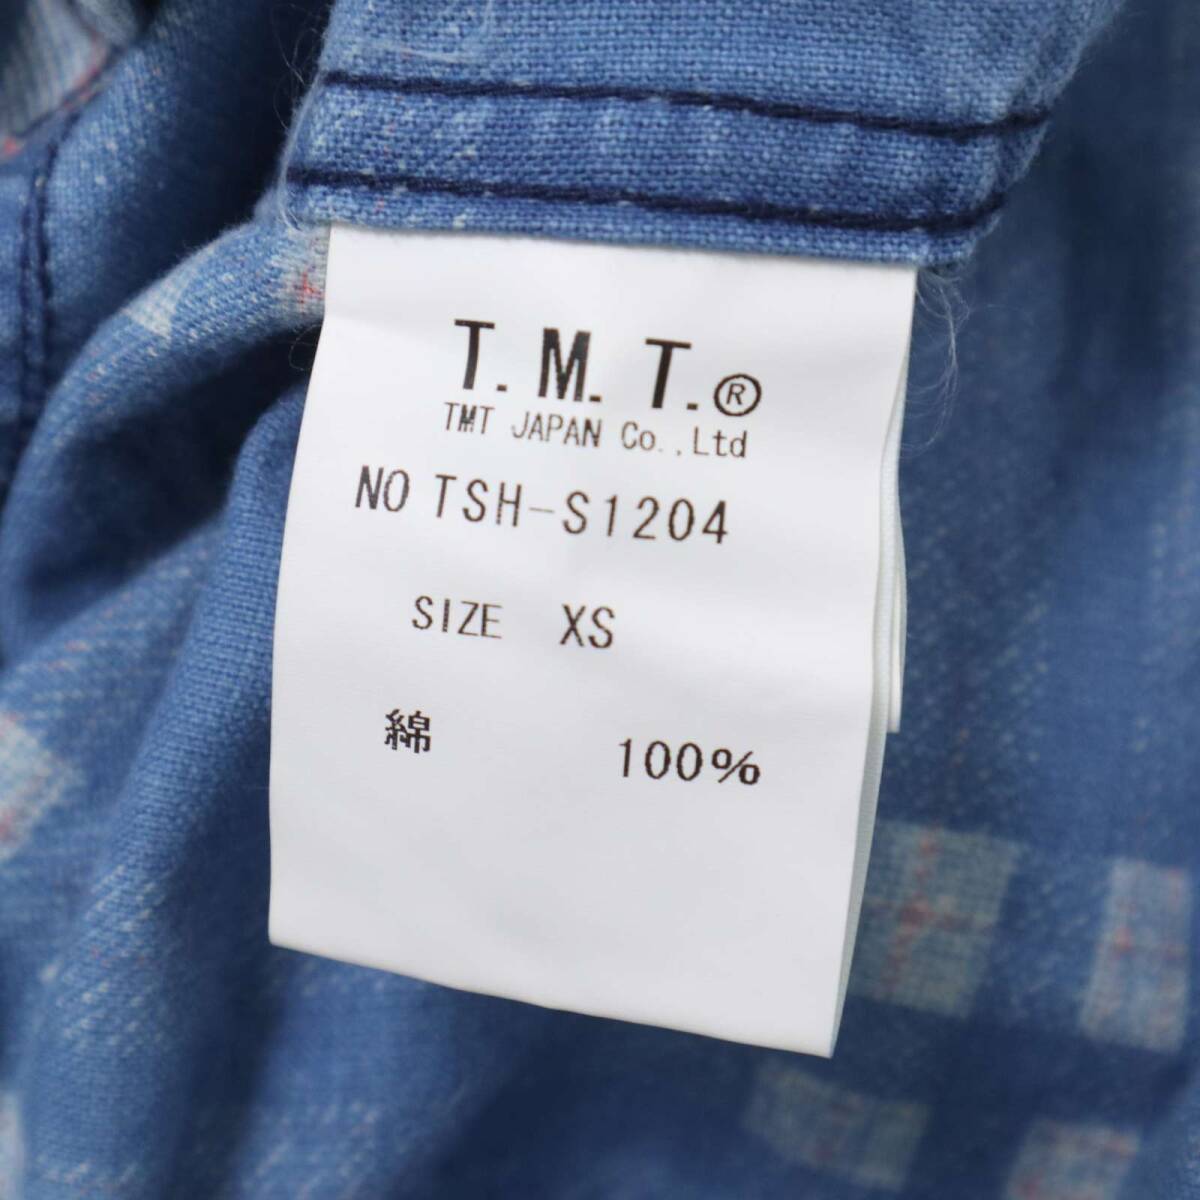 T. M. T.®
TMT JAPAN Co.,Ltd
NO TSH-S1204
SIZE XS
綿 100%